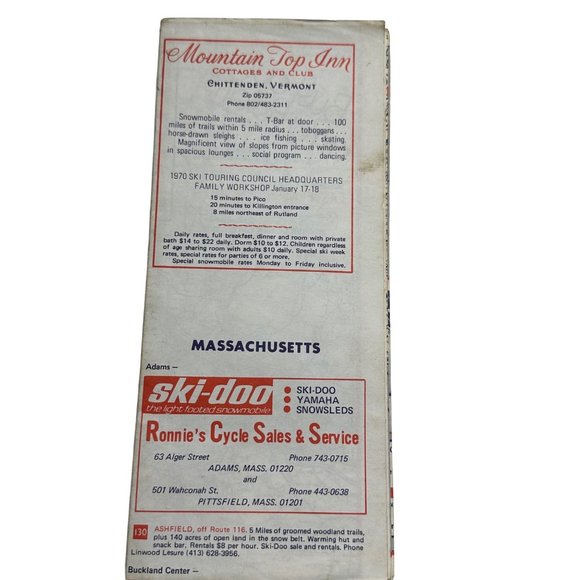 Mountain Top Inn
COTTAGES AND CLUB
CHITTENDEN, VERMONT
Zip 05737
Phone 802/483-2311
Snowmobile rentals . . . T-Bar at door . . . 100
miles of trails within 5 mile radius . . . toboggans . . .
horse-drawn sleighs . . . ice fishing . . . skating.
Magnificent view of slopes from picture windows
in spacious lounges . . . social program . . . dancing.
1970 SKI TOURING COUNCIL HEADQUARTERS
FAMILY WORKSHOP January 17-18
15 minutes to Pico
20 minutes to Killington entrance
8 miles northeast of Rutland
Daily rates, full breakfast, dinner and room with private
bath $14 to $22 daily. Dorm $10 to $12. Children regardless
of age sharing room with adults $10 daily. Special ski week
rates, special rates for parties of 6 or more.
Special snowmobile rates Monday to Friday inclusive.
MASSACHUSETTS
Adams —
ski-doo
the light footed snowmobile
• SKI-DOO
• YAMAHA
• SNOWSLEDS
Ronnie's Cycle Sales & Service
63 Alger Street Phone 743-0715
ADAMS, MASS. 01220
and
501 Wahconah St. Phone 443-0638
PITTSFIELD, MASS. 01201
130 ASHFIELD, off Route 116. 5 Miles of groomed woodland trails,
plus 140 acres of open land in the snow belt. Warming hut and
snack bar. Rentals $8 per hour. Ski-Doo sale and rentals. Phone
Linwood Lesure (413) 628-3956.
Buckland Center —